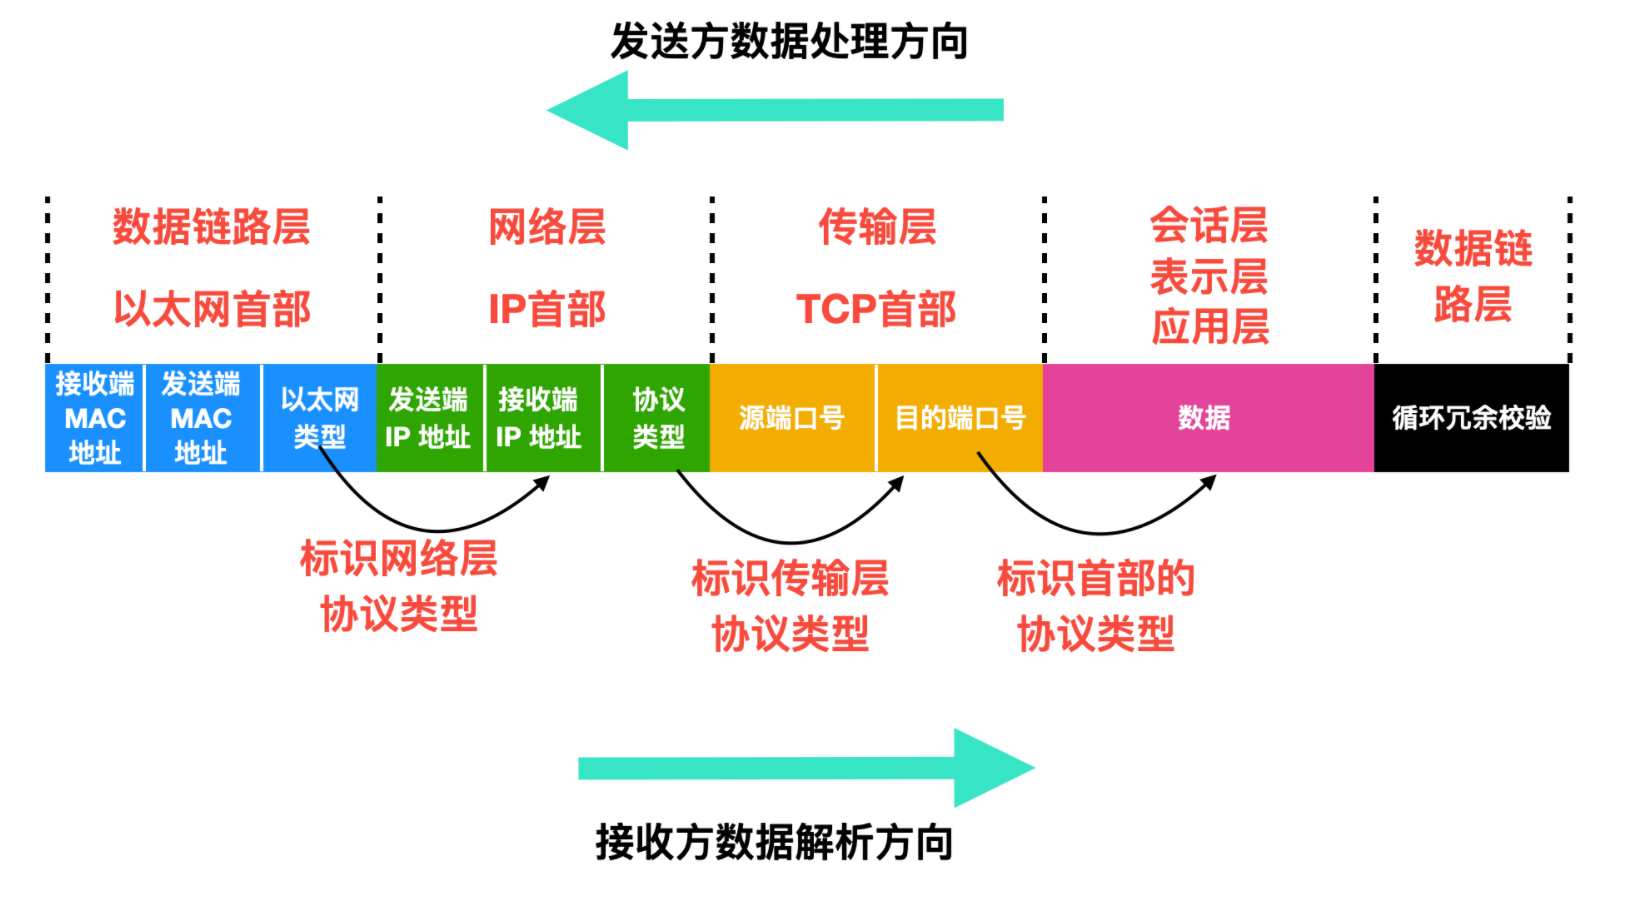 发送方数据处理方向
数据链路层
以太网首部
网络层
IP首部
传输层
TCP首部
会话层
表示层
应用层
数据链
路层
接收端
MAC
地址
发送端
MAC
地址
以太网
类型
发送端
IP 地址
接收端
IP 地址
协议
类型
源端口号
目的端口号
数据
循环冗余校验
标识网络层
协议类型
标识传输层
协议类型
标识首部的
协议类型
接收方数据解析方向